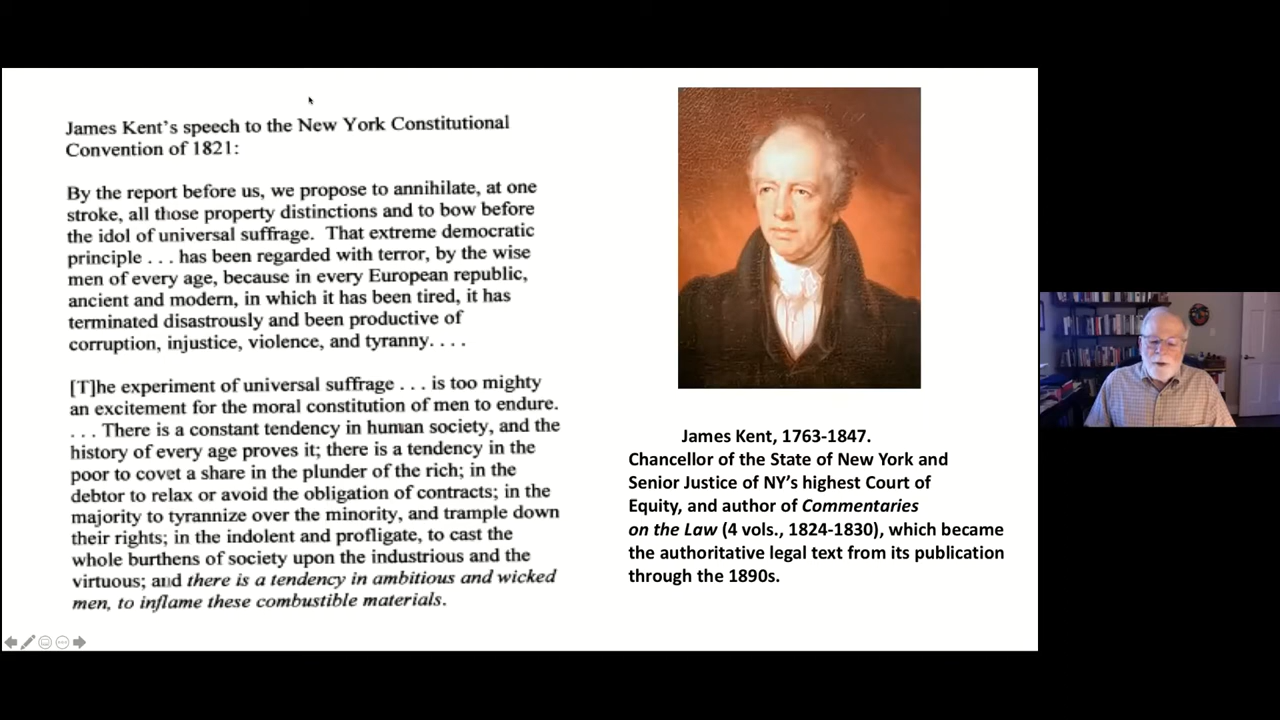 James Kent's speech to the New York Constitutional
Convention of 1821:
By the report before us, we propose to annihilate, at one
stroke, all those property distinctions and to bow before
the idol of universal suffrage. That extreme democratic
principle . . . has been regarded with terror, by the wise
men of every age, because in every European republic,
ancient and modern, in which it has been tired, it has
terminated disastrously and been productive of
corruption, injustice, violence, and tyranny. . . .
[T]he experiment of universal suffrage . . . is too mighty
an excitement for the moral constitution of men to endure.
. . . There is a constant tendency in human society, and the
history of every age proves it; there is a tendency in the
poor to covet a share in the plunder of the rich; in the
debtor to relax or avoid the obligation of contracts; in the
majority to tyrannize over the minority, and trample down
their rights; in the indolent and profligate, to cast the
whole burthens of society upon the industrious and the
virtuous; and there is a tendency in ambitious and wicked
men, to inflame these combustible materials.
James Kent, 1763-1847.
Chancellor of the State of New York and
Senior Justice of NY's highest Court of
Equity, and author of Commentaries
on the Law (4 vols., 1824-1830), which became
the authoritative legal text from its publication
through the 1890s.